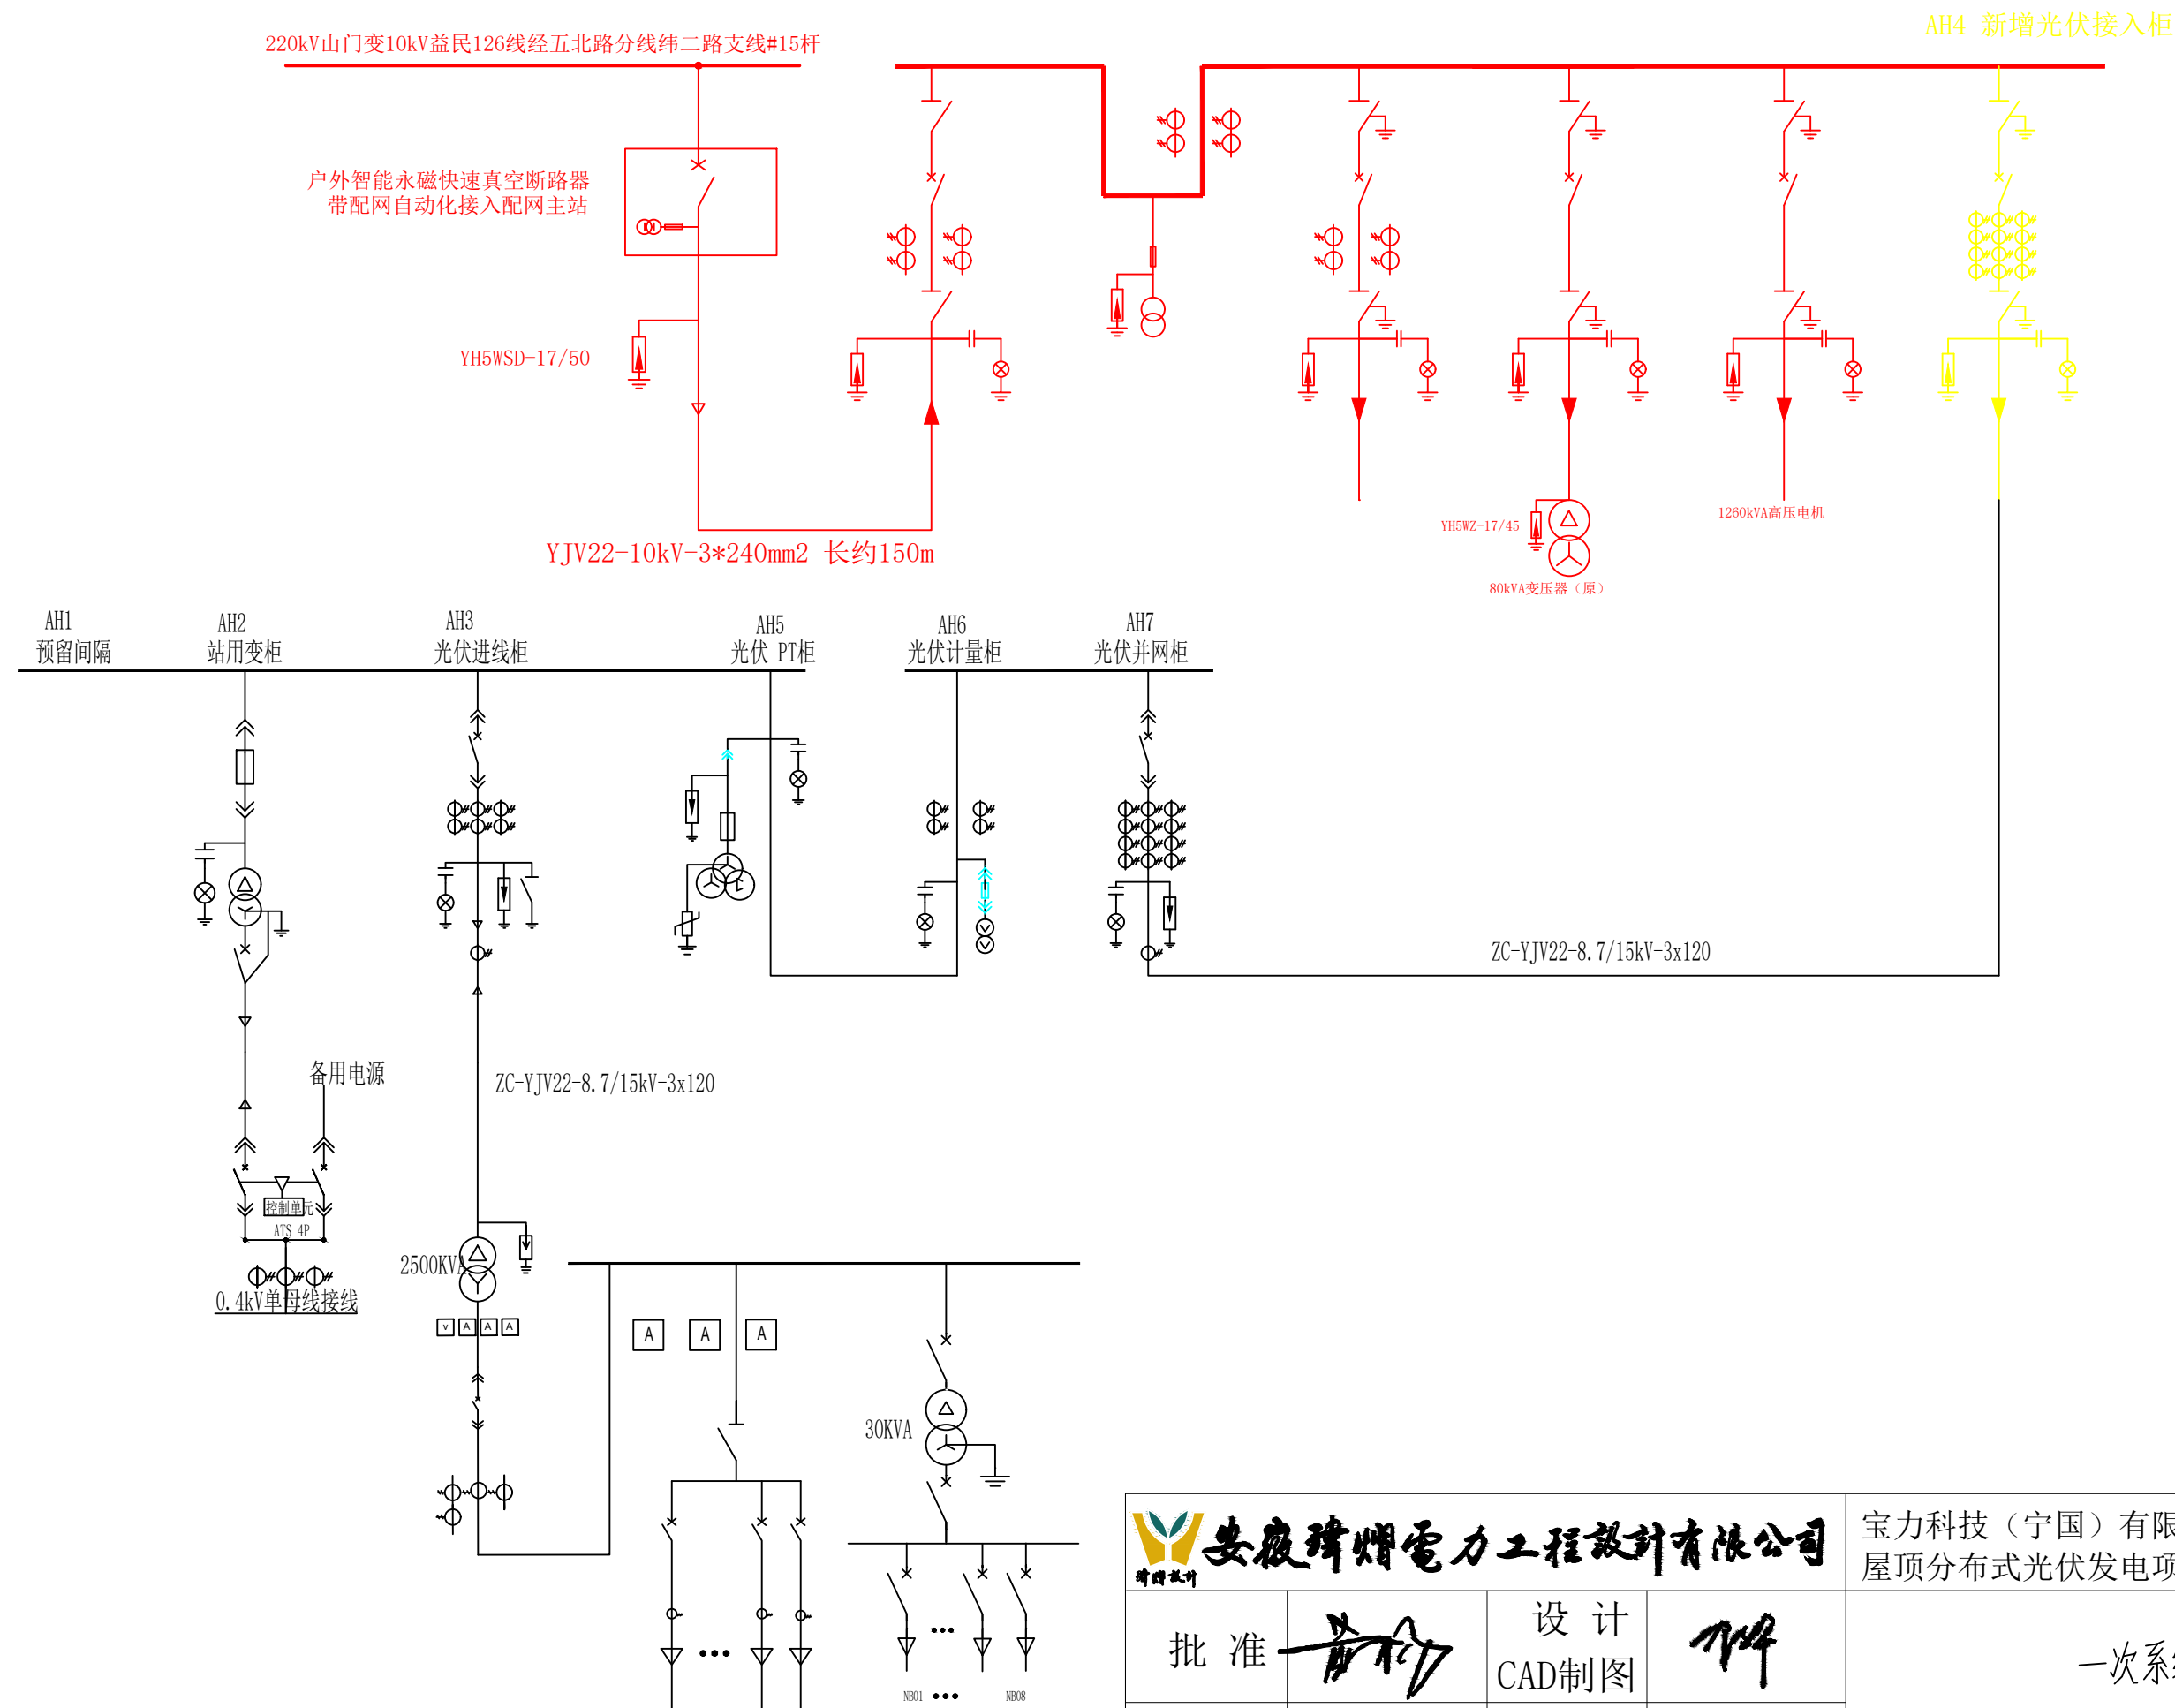 AH4 新增光伏接入柜
220kV山门变10kV益民126线经五北路分线纬二路支线#15杆
户外智能永磁快速真空断路器
带配网自动化接入配网主站
YH5WSD-17/50
YH5WZ-17/45
1260kVA高压电机
YJV22-10kV-3*240mm2 长约150m
80kVA变压器（原）
AH1
预留间隔
AH2
站用变柜
AH3
光伏进线柜
AH5
光伏 PT柜
AH6
光伏计量柜
AH7
光伏并网柜
ZC-YJV22-8.7/15kV-3x120
备用电源
ZC-YJV22-8.7/15kV-3x120
控制单元
ATS 4P
2500KVA
0.4kV单母线接线
V A A A
A A A
30KVA
安徽瑋熠電力工程設計有限公司
瑋熠設計
宝力科技（宁国）有限
屋顶分布式光伏发电项
批 准
设 计
CAD制图
一次系统
NB01 ••• NB08